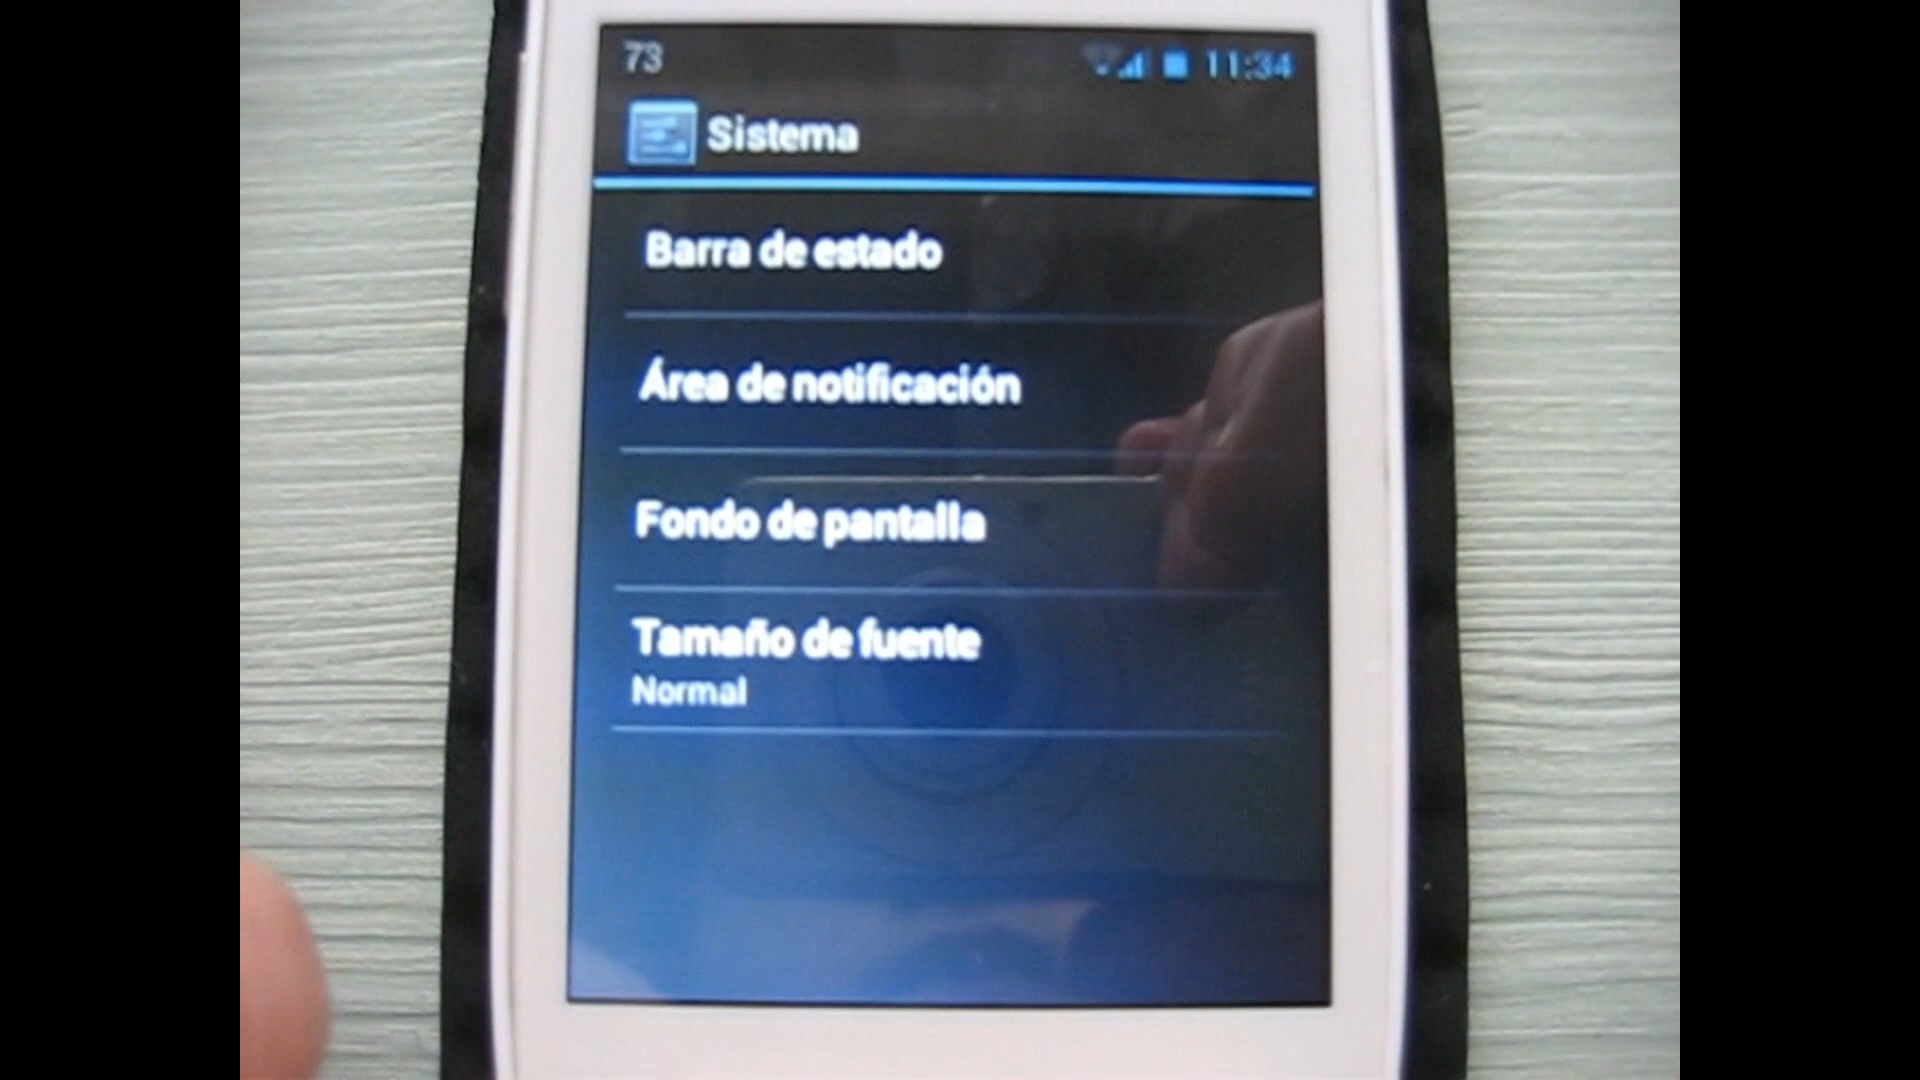 73
11:34
Sistema
Barra de estado
Área de notificación
Fondo de pantalla
Tamaño de fuente
Normal